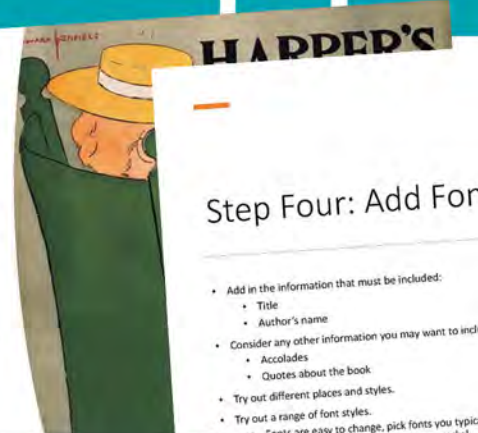 HARPER'S
Step Four: Add Fon
• Add in the information that must be included:
• Title
• Author's name
• Consider any other information you may want to incl
• Accolades
• Quotes about the book
• Try out different places and styles.
• Try out a range of font styles.
Fonts are easy to change, pick fonts you typic